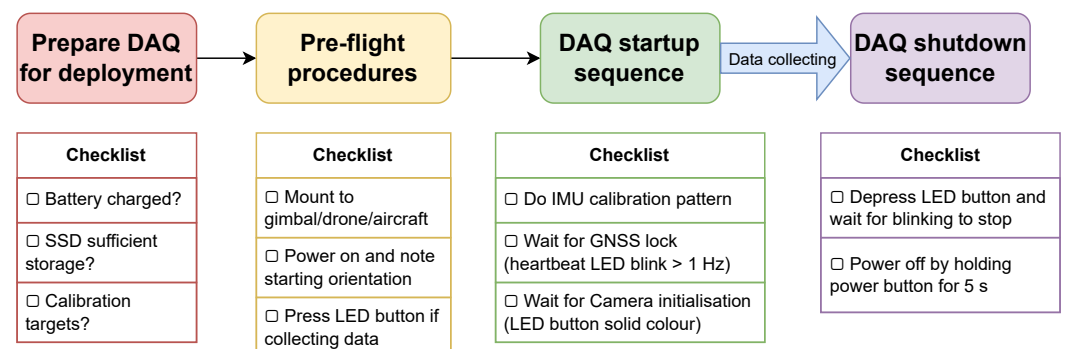 Prepare DAQ
for deployment
Pre-flight
procedures
DAQ startup
sequence
Data collecting
DAQ shutdown
sequence
Checklist
▢ Battery charged?
▢ SSD sufficient
storage?
▢ Calibration
targets?
Checklist
▢ Mount to
gimbal/drone/aircraft
▢ Power on and note
starting orientation
▢ Press LED button if
collecting data
Checklist
▢ Do IMU calibration pattern
▢ Wait for GNSS lock
(heartbeat LED blink > 1 Hz)
▢ Wait for Camera initialisation
(LED button solid colour)
Checklist
▢ Depress LED button and
wait for blinking to stop
▢ Power off by holding
power button for 5 s